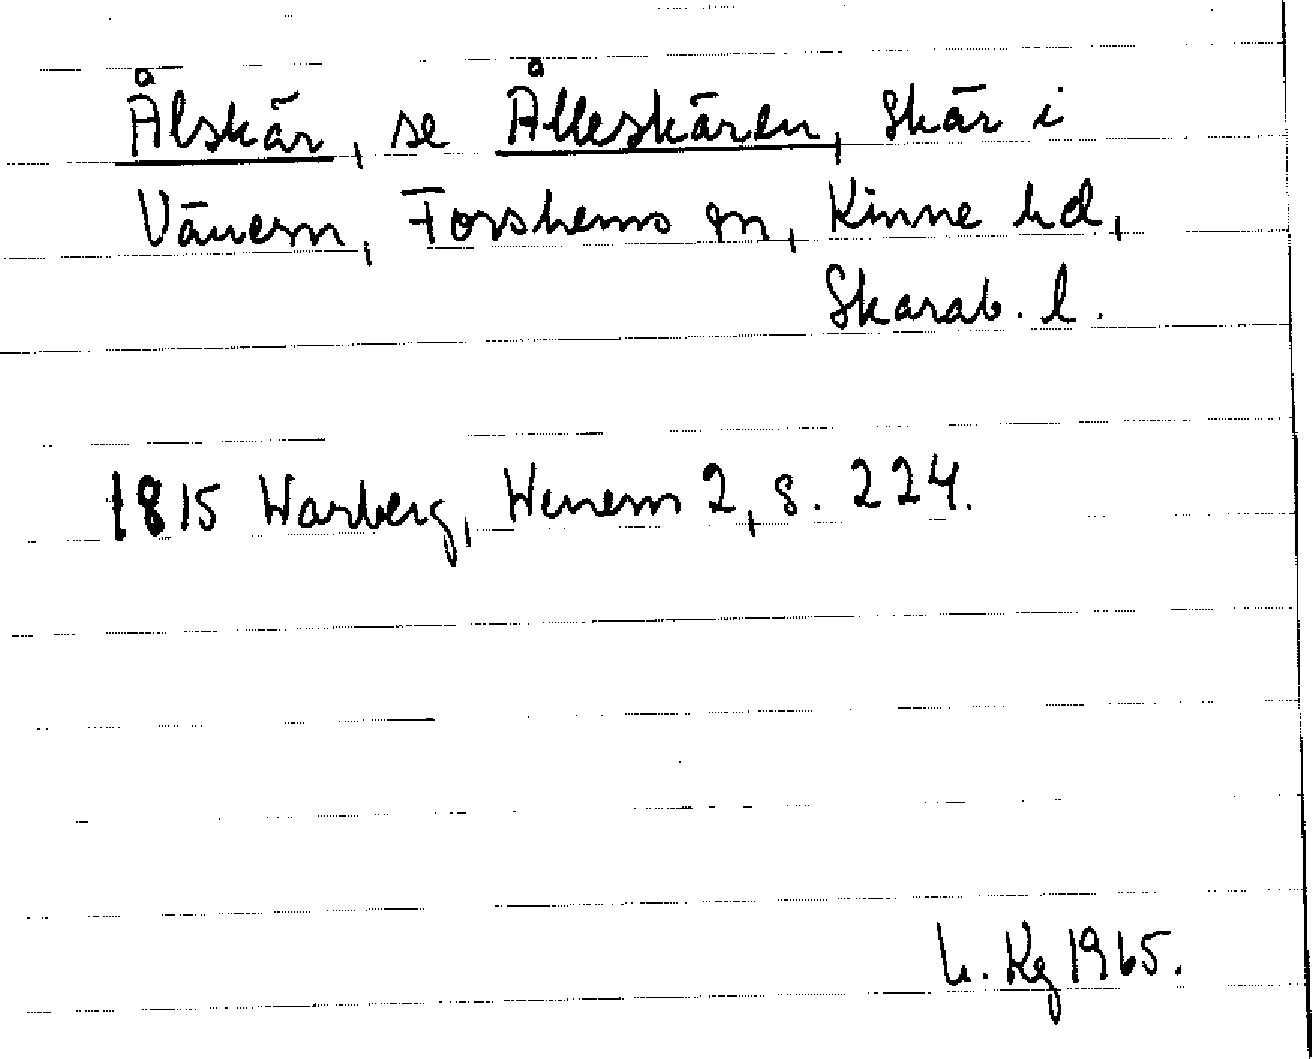 Ålskär, se Ålleskären, skär i
Vänern, Forshems sn, Kinne hd,
Skarab. l.
1815 Warberg, Wenern 2, s. 224.
L. Kg 1965.